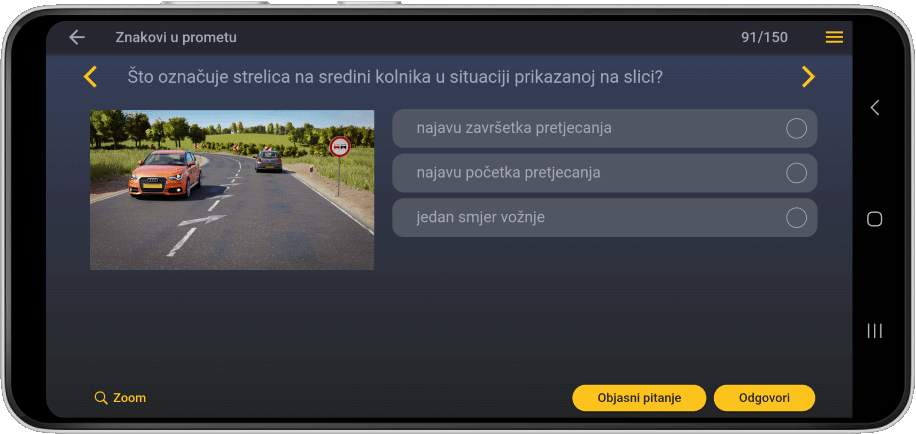 Znakovi u prometu
91/150
Što označuje strelica na sredini kolnika u situaciji prikazanoj na slici?
najavu završetka pretjecanja
najavu početka pretjecanja
jedan smjer vožnje
Zoom
Objasni pitanje
Odgovori